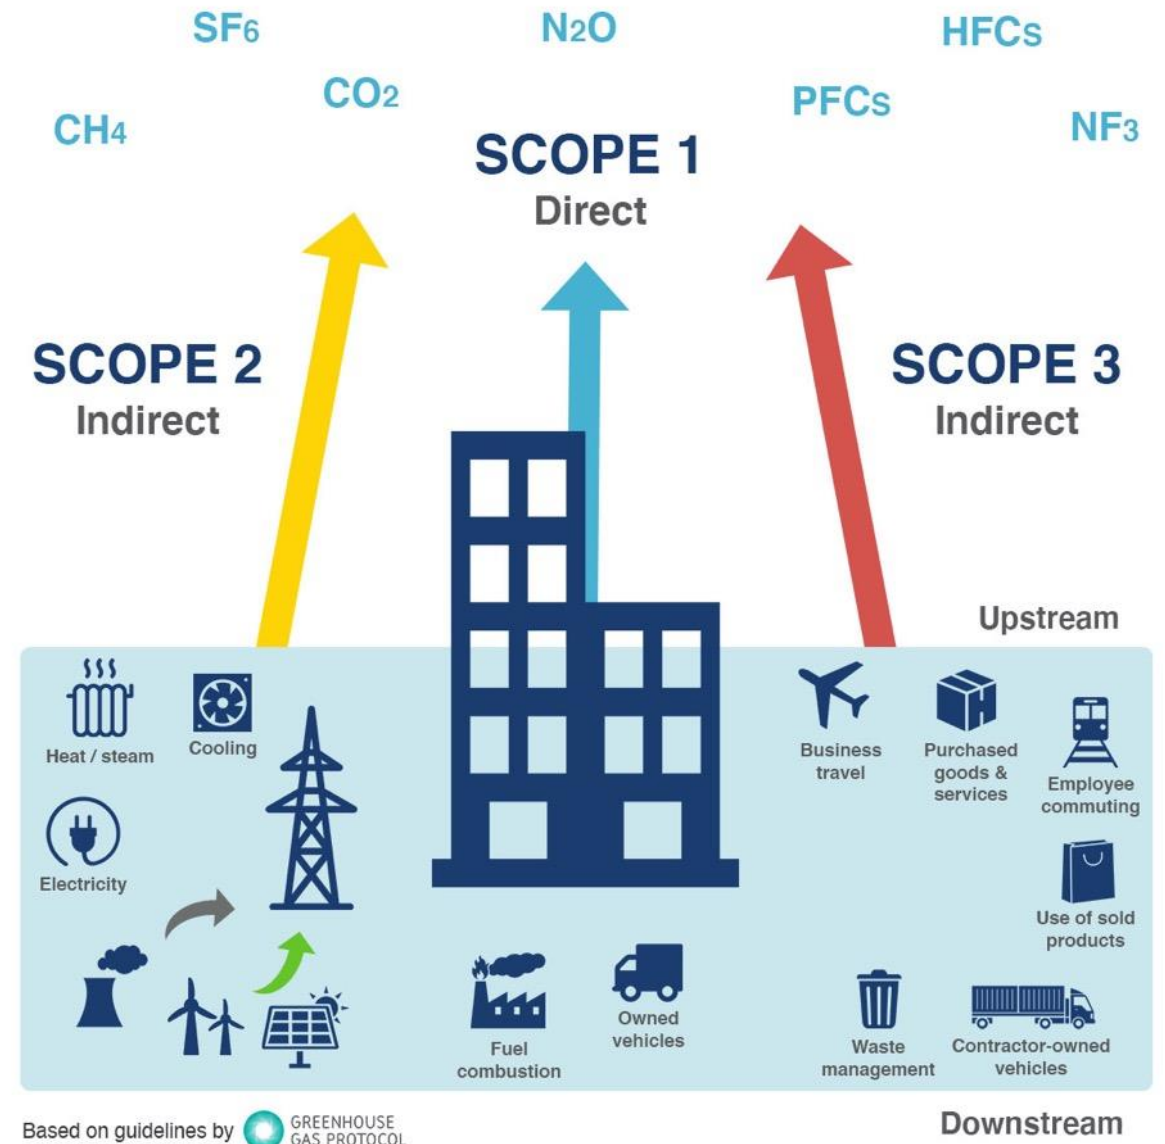 SF6
N2O
HFCs
CO2
PFCs
CH4
NF3
SCOPE 1
Direct
SCOPE 2
Indirect
SCOPE 3
Indirect
Upstream
Heat / steam
Cooling
Electricity
Business
travel
Purchased
goods &
services
Employee
commuting
Use of sold
products
Fuel
combustion
Owned
vehicles
Waste
management
Contractor-owned
vehicles
Based on guidelines by
GREENHOUSE
GAS PROTOCOL
Downstream